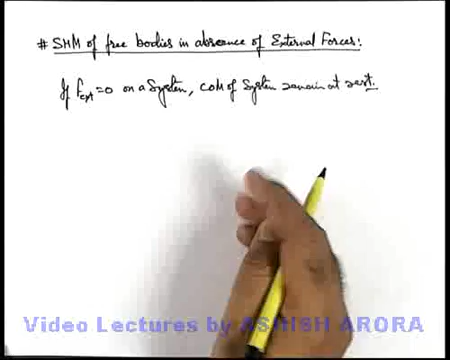 # SHM of free bodies in absence of External Forces:
If Fext=0 on a System, COM of System remain at rest.
Video Lectures by ASHISH ARORA